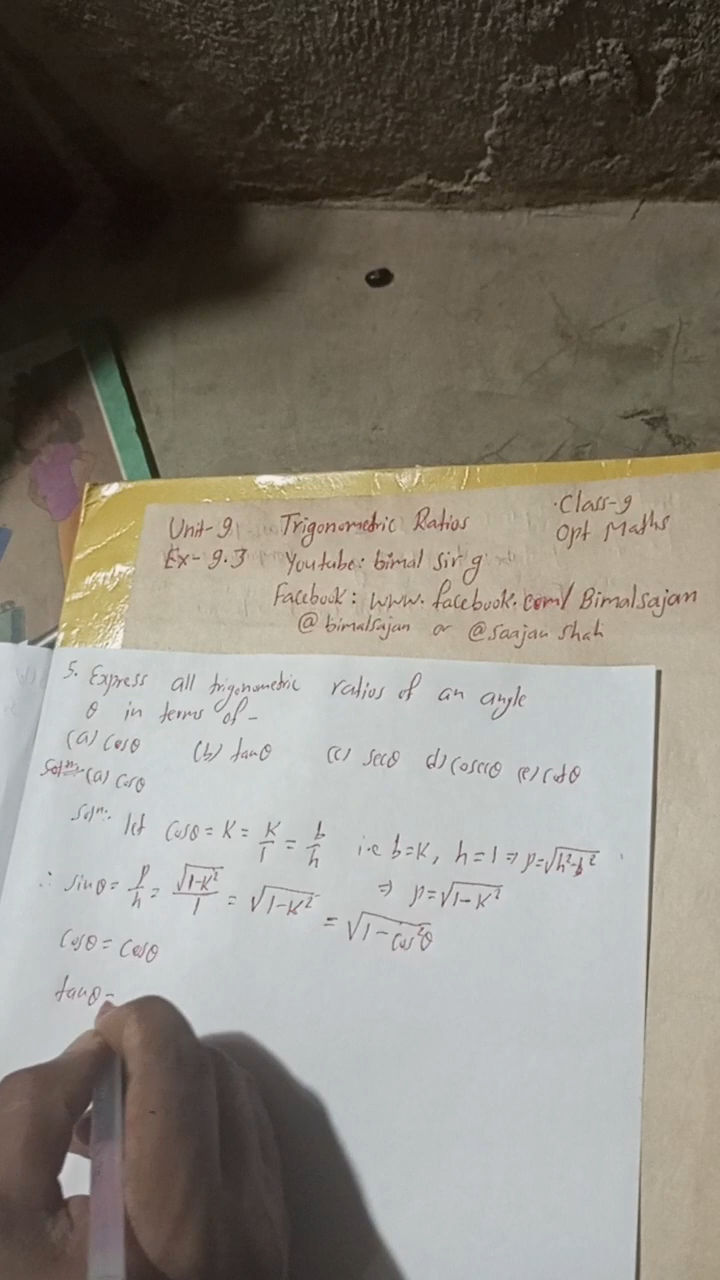 Unit-9 Trigonometric Ratios Class-9
Ex-9.3 Youtube: bimal sir g Opt Maths
Facebook: www.facebook.com/Bimalsajan
@bimalsajan or @saajan shah
5. Express all trigonometric ratios of an angle
θ in terms of -
(a) cosθ (b) tanθ (c) secθ d) cosecθ (e) cotθ
Solⁿ: (a) cosθ
Solⁿ: let cosθ = K = K/1 = b/h i.e b=K, h=1 ⇒ p=√h²-b²
⇒ p=√1-K²
∴ sinθ = p/h = √1-K²/1 = √1-K² = √1-cos²θ
cosθ = cosθ
tanθ=